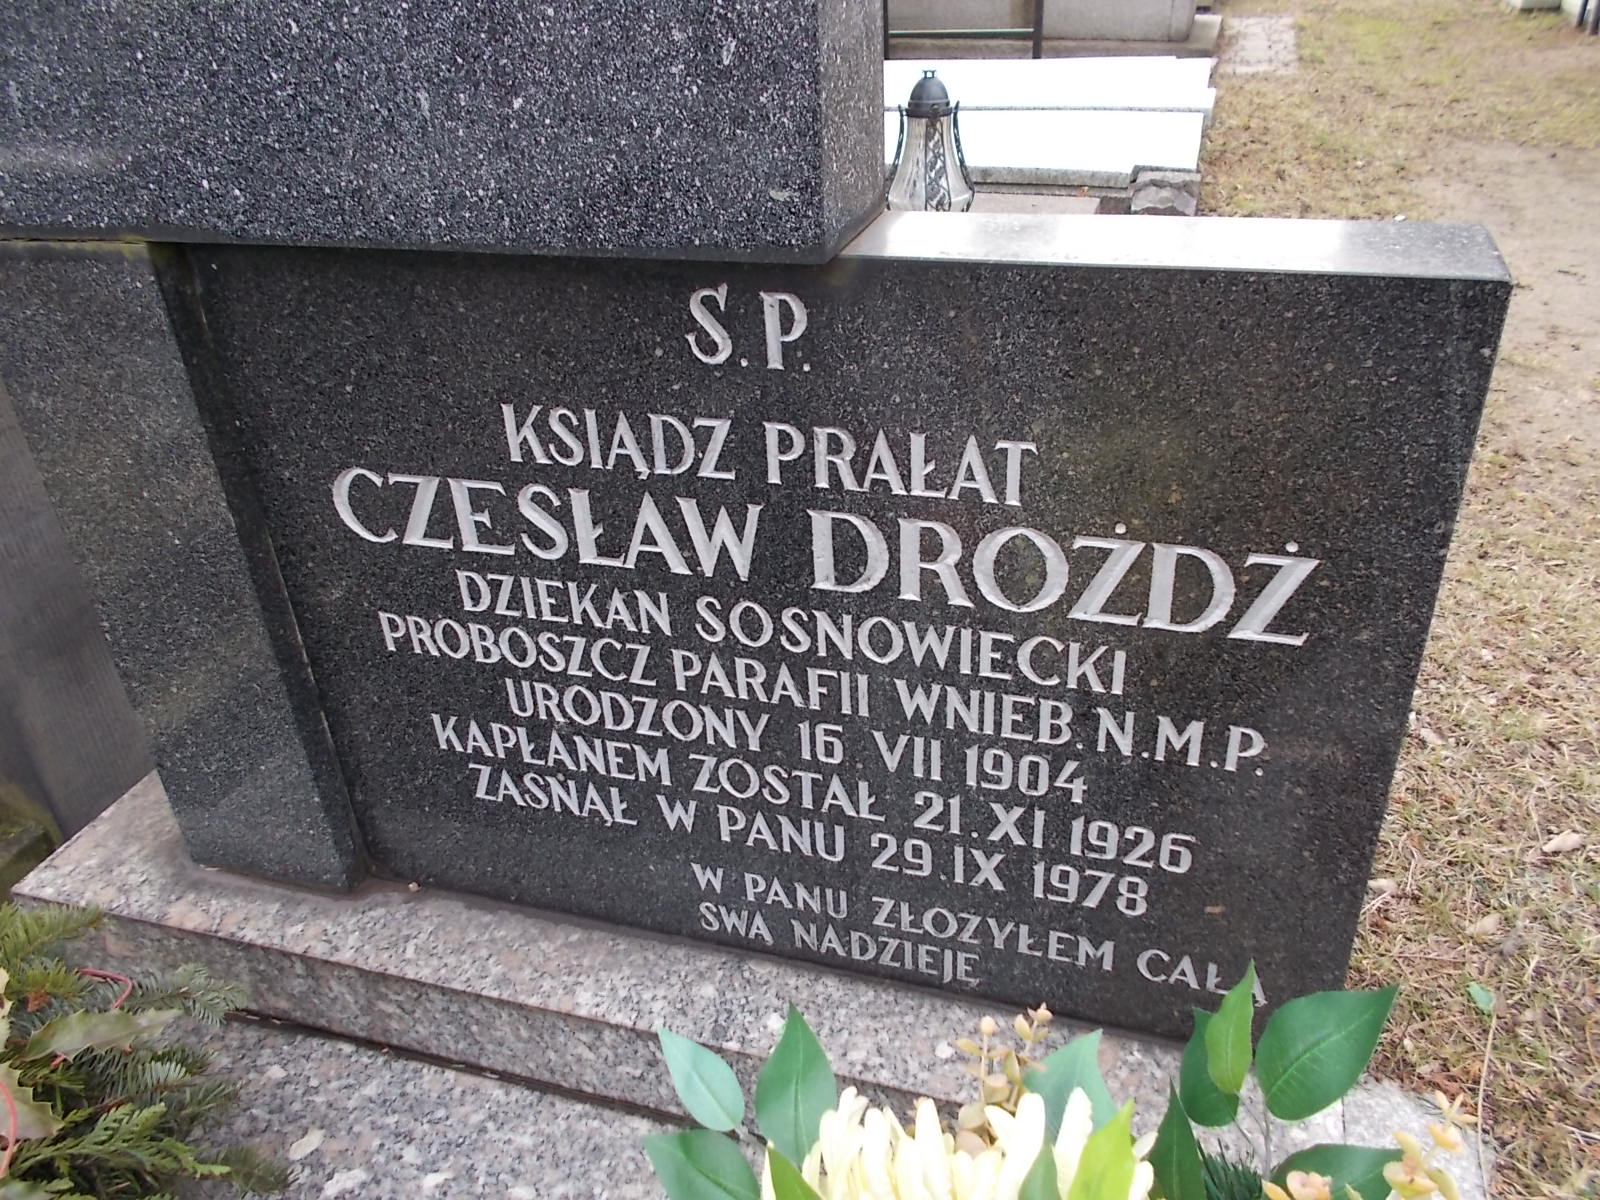 S.P.
KSIĄDZ PRAŁAT
CZESŁAW DROŻDŻ
DZIEKAN SOSNOWIECKI
PROBOSZCZ PARAFII WNIEB. N.M.P.
URODZONY 16 VII 1904
KAPŁANEM ZOSTAŁ 21.XI 1926
ZASNĄŁ W PANU 29.IX 1978
W PANU ZŁOZYŁEM CAŁĄ
SWĄ NADZIEJĘ